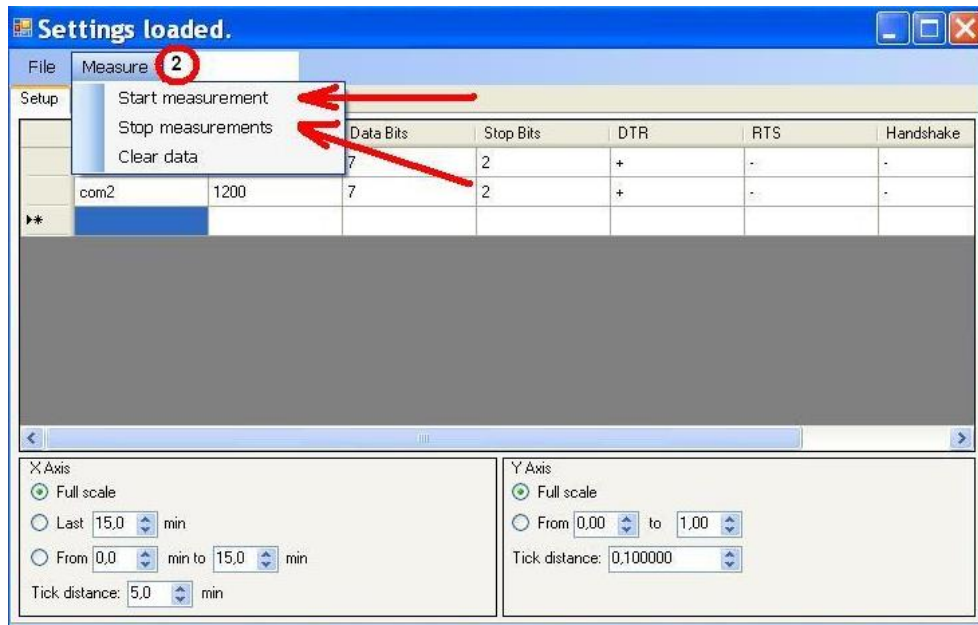 Settings loaded.
File Measure 2
Setup
Start measurement
Stop measurements
Clear data
Data Bits Stop Bits DTR RTS Handshake
7 2 + - -
com2 1200 7 2 + - -
X Axis
Full scale
Last 15,0 min
From 0,0 min to 15,0 min
Tick distance: 5,0 min
Y Axis
Full scale
From 0,00 to 1,00
Tick distance: 0,100000